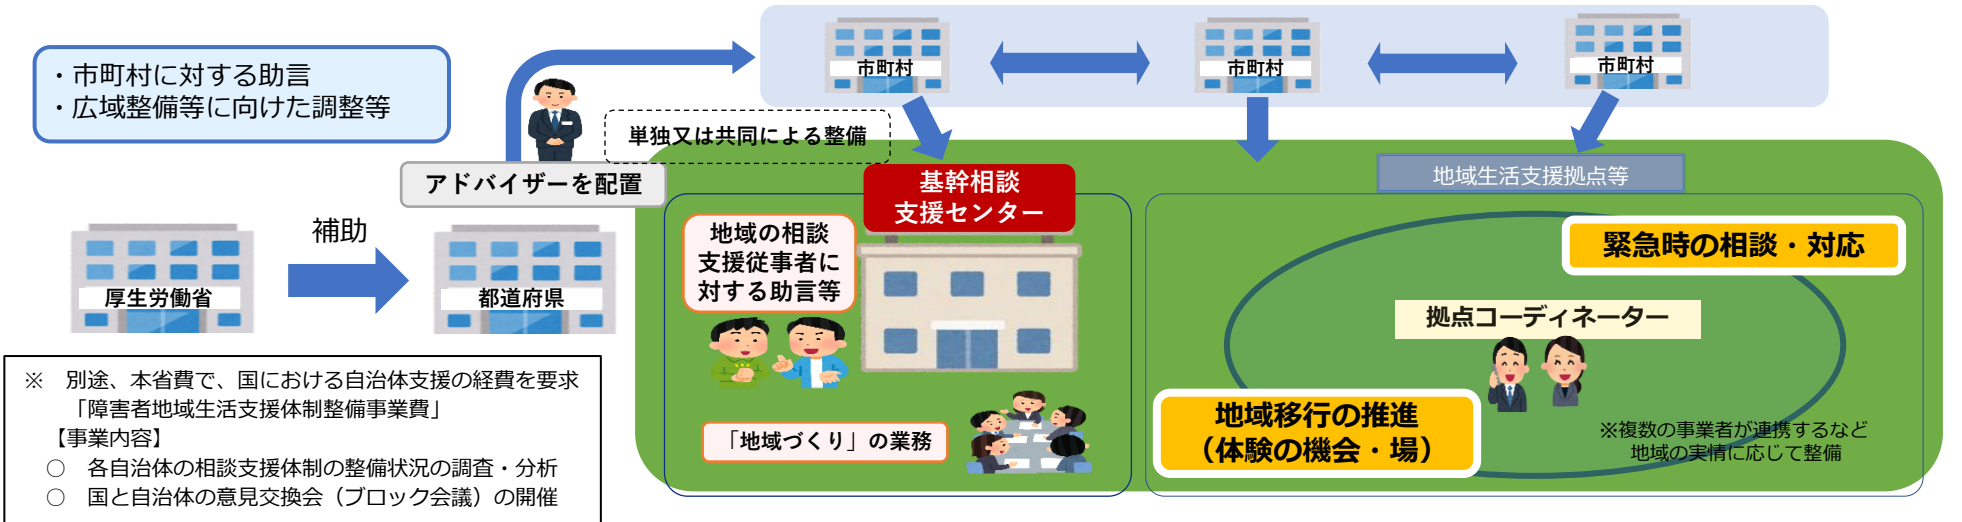 ・市町村に対する助言
・広域整備等に向けた調整等
市町村
市町村
市町村
単独又は共同による整備
アドバイザーを配置
補助
厚生労働省
都道府県
基幹相談
支援センター
地域の相談
支援従事者に
対する助言等
「地域づくり」の業務
地域生活支援拠点等
緊急時の相談・対応
拠点コーディネーター
地域移行の推進
（体験の機会・場）
※複数の事業者が連携するなど
地域の実情に応じて整備
※　別途、本省費で、国における自治体支援の経費を要求
「障害者地域生活支援体制整備事業費」
【事業内容】
○　各自治体の相談支援体制の整備状況の調査・分析
○　国と自治体の意見交換会（ブロック会議）の開催